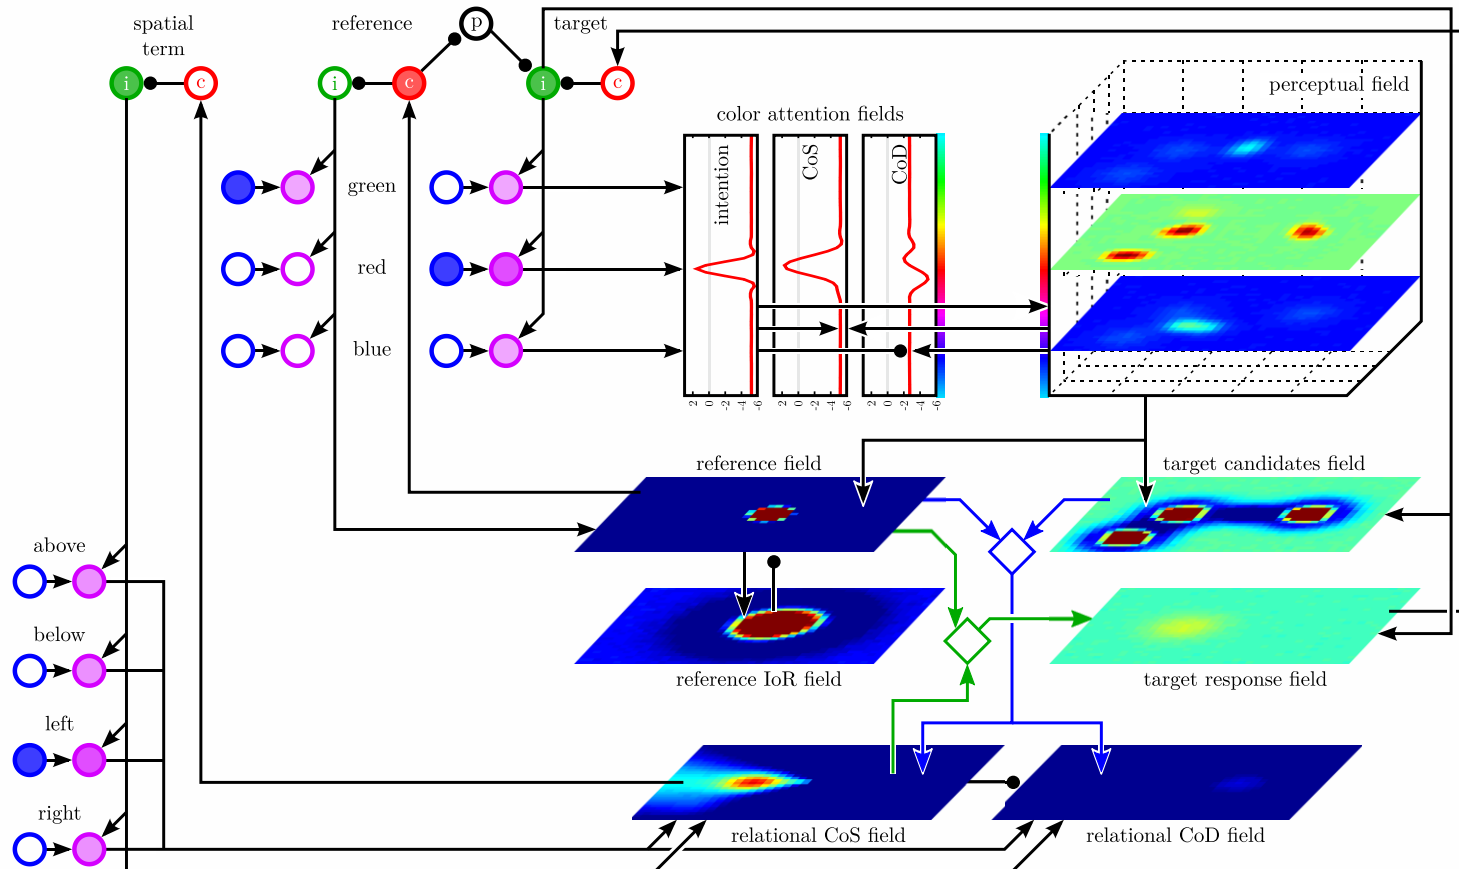 spatial
term
reference
target
p
i
c
i
c
i
c
perceptual field
color attention fields
intention
CoS
CoD
green
red
blue
2 0 -2 -4 -6
2 0 -2 -4 -6
2 0 -2 -4 -6
reference field
target candidates field
above
below
left
right
reference IoR field
target response field
relational CoS field
relational CoD field